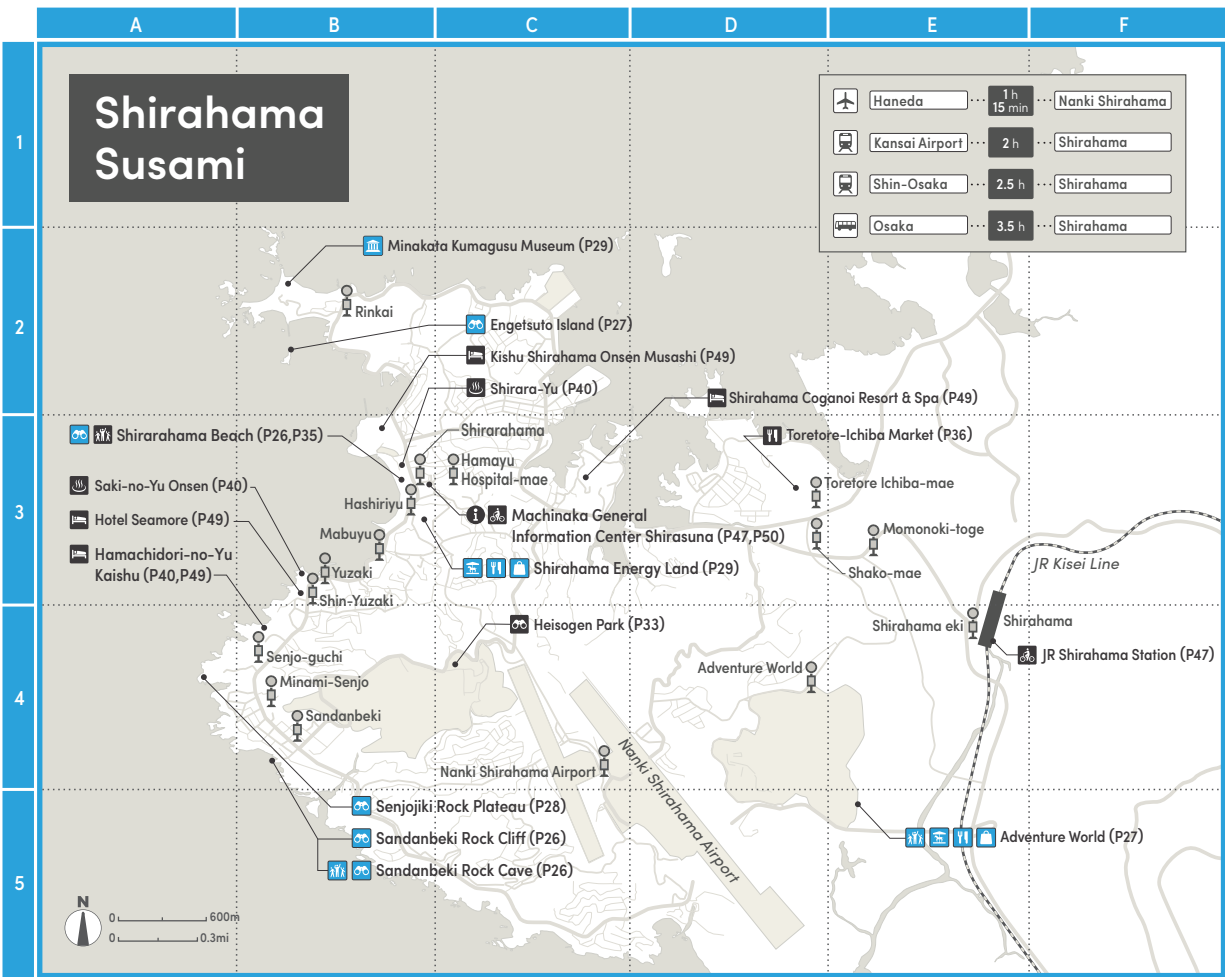 A B C D E F
1
2
3
4
5
Shirahama
Susami
Haneda 1 h 15 min Nanki Shirahama
Kansai Airport 2 h Shirahama
Shin-Osaka 2.5 h Shirahama
Osaka 3.5 h Shirahama
Minakata Kumagusu Museum (P29)
Rinkai
Engetsuto Island (P27)
Kishu Shirahama Onsen Musashi (P49)
Shirara-Yu (P40)
Shirahama Coganoi Resort & Spa (P49)
Shirarahama Beach (P26,P35)
Shirarahama
Toretore-Ichiba Market (P36)
Hamayu
Hospital-mae
Saki-no-Yu Onsen (P40)
Toretore Ichiba-mae
Hashiriyu
Hotel Seamore (P49)
Machinaka General
Information Center Shirasuna (P47,P50)
Momonoki-toge
Mabuyu
Hamachidori-no-Yu
Kaishu (P40,P49)
Yuzaki
Shirahama Energy Land (P29)
Shako-mae
JR Kisei Line
Shin-Yuzaki
Heisogen Park (P33)
Shirahama eki
Shirahama
Senjo-guchi
JR Shirahama Station (P47)
Adventure World
Minami-Senjo
Sandanbeki
Nanki Shirahama Airport
Nanki Shirahama Airport
Senjojiki Rock Plateau (P28)
Sandanbeki Rock Cliff (P26)
Adventure World (P27)
Sandanbeki Rock Cave (P26)
N
0 600m
0 0.3mi